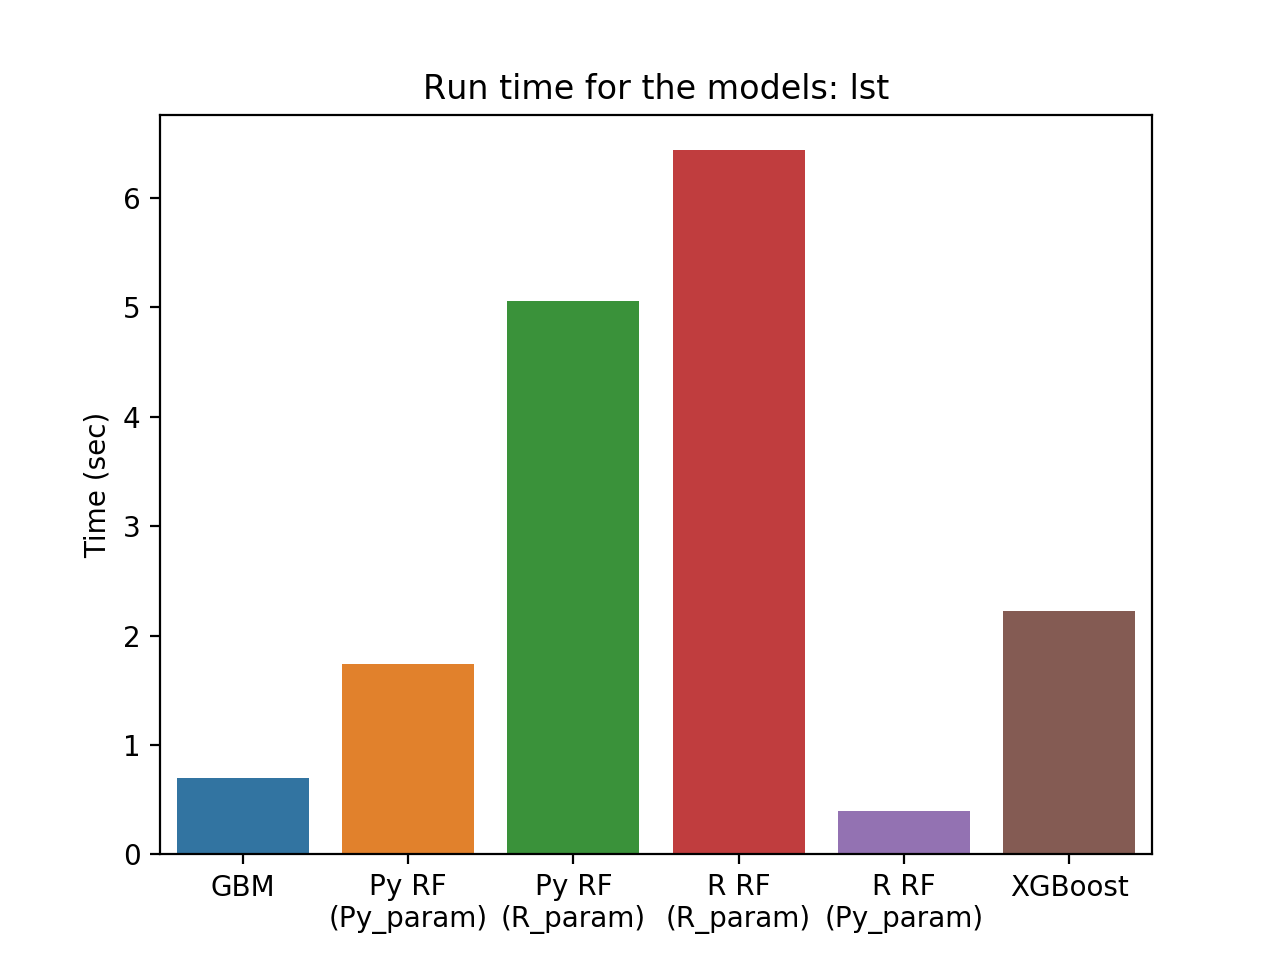 Run time for the models: lst
6
5
4
3
2
1
0
Time (sec)
GBM
Py RF
(Py_param)
Py RF
(R_param)
R RF
(R_param)
R RF
(Py_param)
XGBoost